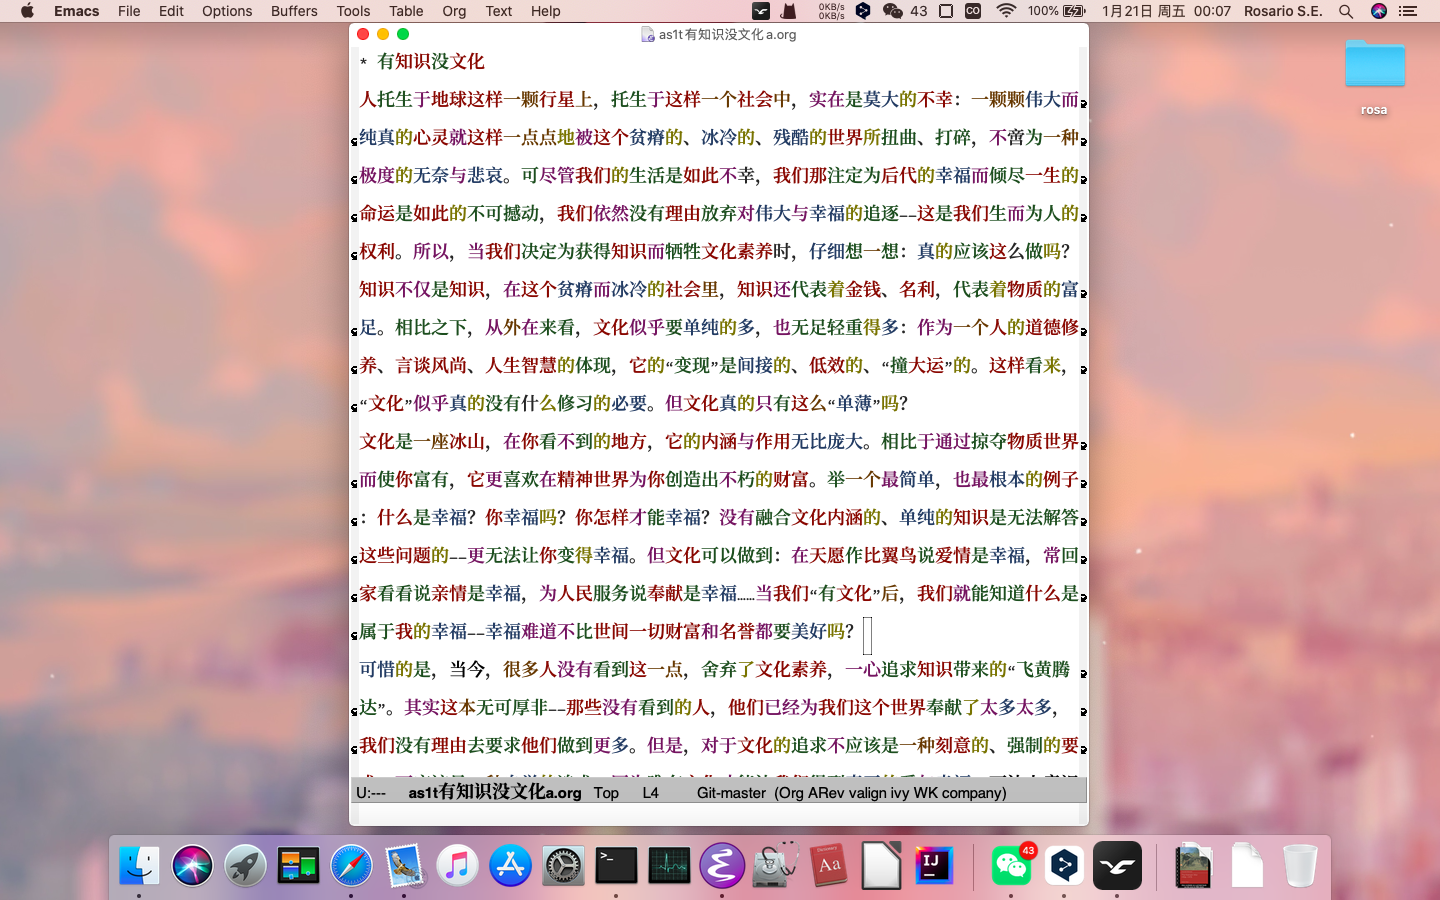 Emacs File Edit Options Buffers Tools Table Org Text Help
0KB/s
0KB/s
43
CO
100%
1月21日 周五 00:07 Rosario S.E.
as1t有知识没文化a.org
rosa
* 有知识没文化
人托生于地球这样一颗行星上，托生于这样一个社会中，实在是莫大的不幸：一颗颗伟大而
纯真的心灵就这样一点点地被这个贫瘠的、冰冷的、残酷的世界所扭曲、打碎，不啻为一种
极度的无奈与悲哀。可尽管我们的生活是如此不幸，我们那注定为后代的幸福而倾尽一生的
命运是如此的不可撼动，我们依然没有理由放弃对伟大与幸福的追逐——这是我们生而为人的
权利。所以，当我们决定为获得知识而牺牲文化素养时，仔细想一想：真的应该这么做吗？
知识不仅是知识，在这个贫瘠而冰冷的社会里，知识还代表着金钱、名利，代表着物质的富
足。相比之下，从外在来看，文化似乎要单纯的多，也无足轻重得多：作为一个人的道德修
养、言谈风尚、人生智慧的体现，它的“变现”是间接的、低效的、“撞大运”的。这样看来，
“文化”似乎真的没有什么修习的必要。但文化真的只有这么“单薄”吗？
文化是一座冰山，在你看不到的地方，它的内涵与作用无比庞大。相比于通过掠夺物质世界
而使你富有，它更喜欢在精神世界为你创造出不朽的财富。举一个最简单，也最根本的例子
：什么是幸福？你幸福吗？你怎样才能幸福？没有融合文化内涵的、单纯的知识是无法解答
这些问题的——更无法让你变得幸福。但文化可以做到：在天愿作比翼鸟说爱情是幸福，常回
家看看说亲情是幸福，为人民服务说奉献是幸福……当我们“有文化”后，我们就能知道什么是
属于我的幸福——幸福难道不比世间一切财富和名誉都要美好吗？
可惜的是，当今，很多人没有看到这一点，舍弃了文化素养，一心追求知识带来的“飞黄腾
达”。其实这本无可厚非——那些没有看到的人，他们已经为我们这个世界奉献了太多太多，
我们没有理由去要求他们做到更多。但是，对于文化的追求不应该是一种刻意的、强制的要
U:--- as1t有知识没文化a.org Top L4 Git-master (Org ARev valign ivy WK company)
43